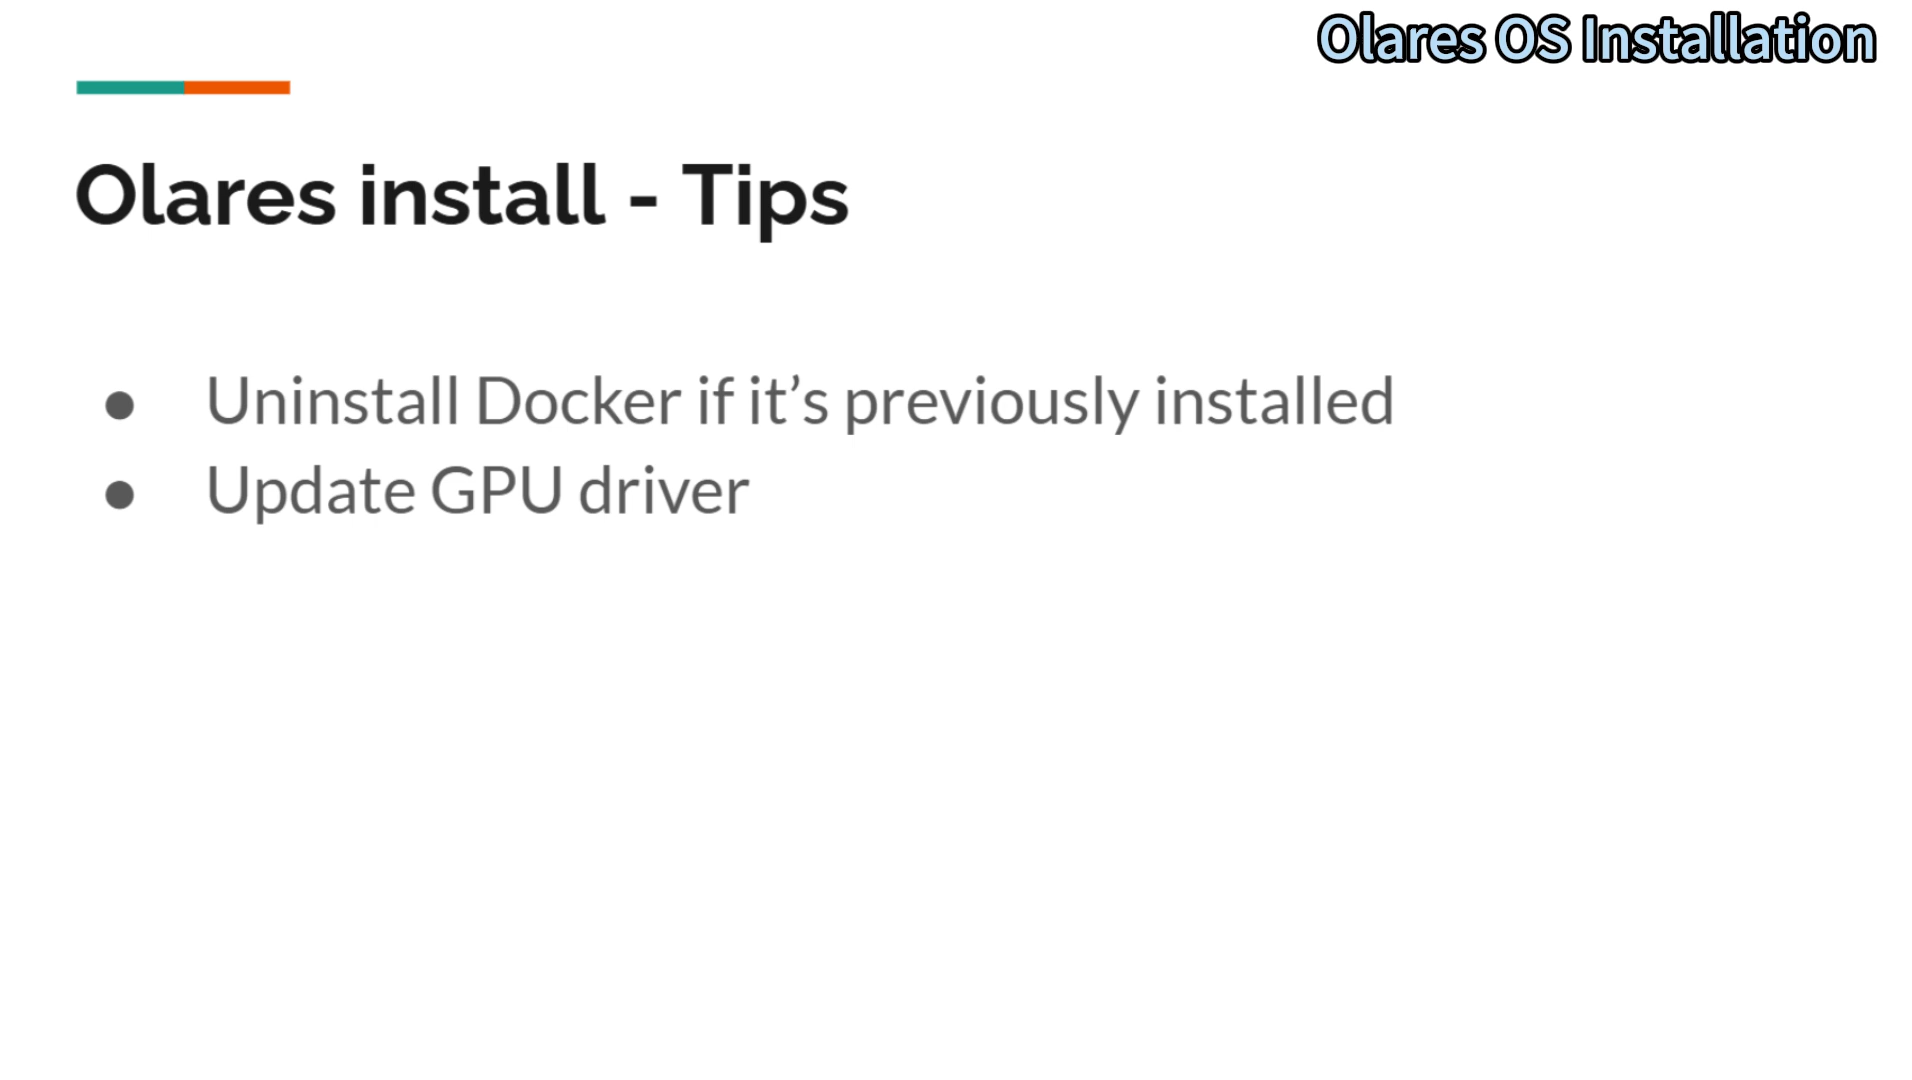 Olares OS Installation
Olares install - Tips
● Uninstall Docker if it’s previously installed
● Update GPU driver